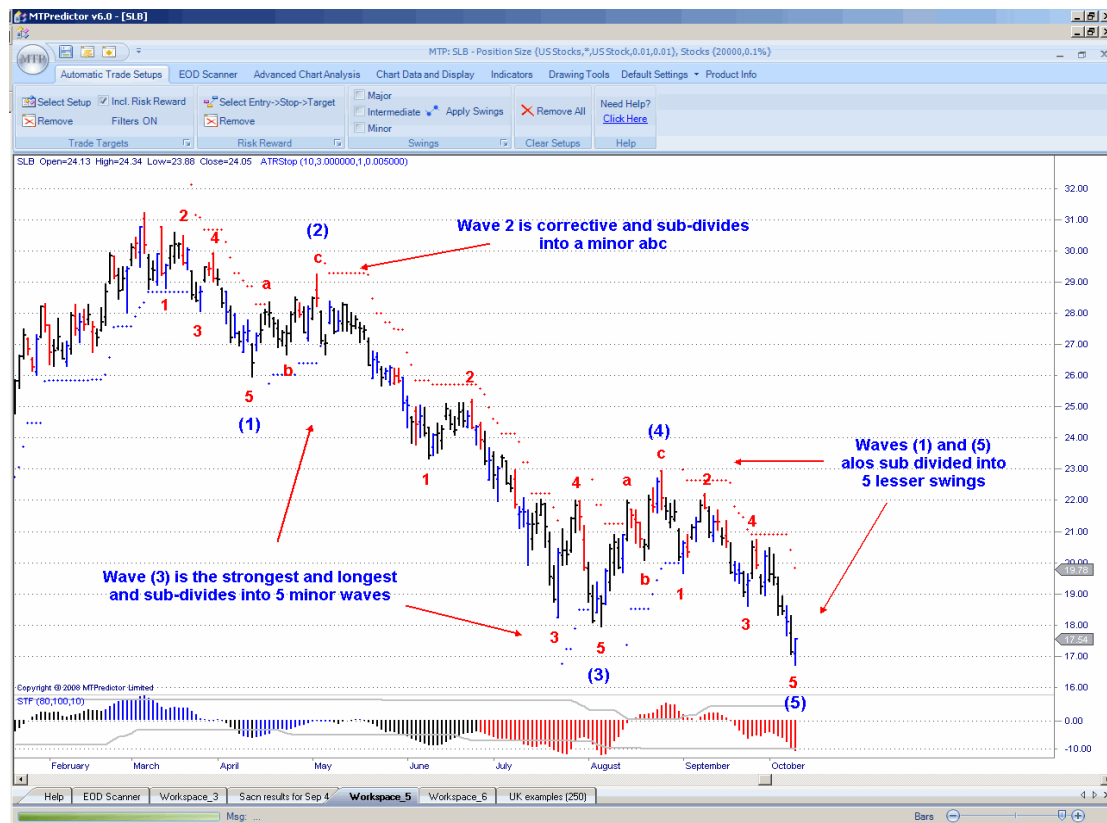 MTPredictor v6.0 - [SLB]
MTP
MTP: SLB - Position Size {US Stocks,*,US Stock,0.01,0.01}, Stocks {20000,0.1%}
Automatic Trade Setups EOD Scanner Advanced Chart Analysis Chart Data and Display Indicators Drawing Tools Default Settings Product Info
Select Setup Incl. Risk Reward
Remove Filters ON
Trade Targets
Select Entry->Stop->Target
Remove
Risk Reward
Major
Intermediate Apply Swings
Minor
Swings
Remove All
Clear Setups
Need Help?
Click Here
Help
SLB Open=24.13 High=24.34 Low=23.88 Close=24.05 ATRStop (10,3.000000,1,0.005000)
32.00
31.00
30.00
29.00
28.00
27.00
26.00
25.00
24.00
23.00
22.00
21.00
20.00
19.78
18.00
17.54
17.00
16.00
Wave 2 is corrective and sub-divides
into a minor abc
Waves (1) and (5)
alos sub divided into
5 lesser swings
Wave (3) is the strongest and longest
and sub-divides into 5 minor waves
1
2
3
4
5
(1)
a
b
c
(2)
1
2
3
4
5
(3)
a
b
c
(4)
1
2
3
4
5
(5)
Copyright © 2008 MTPredictor Limited
STF (80,100,10)
0.00
-10.00
February March April May June July August September October
Help EOD Scanner Workspace_3 Sacn results for Sep 4 Workspace_5 Workspace_6 UK examples (250)
Msg: ...
Bars